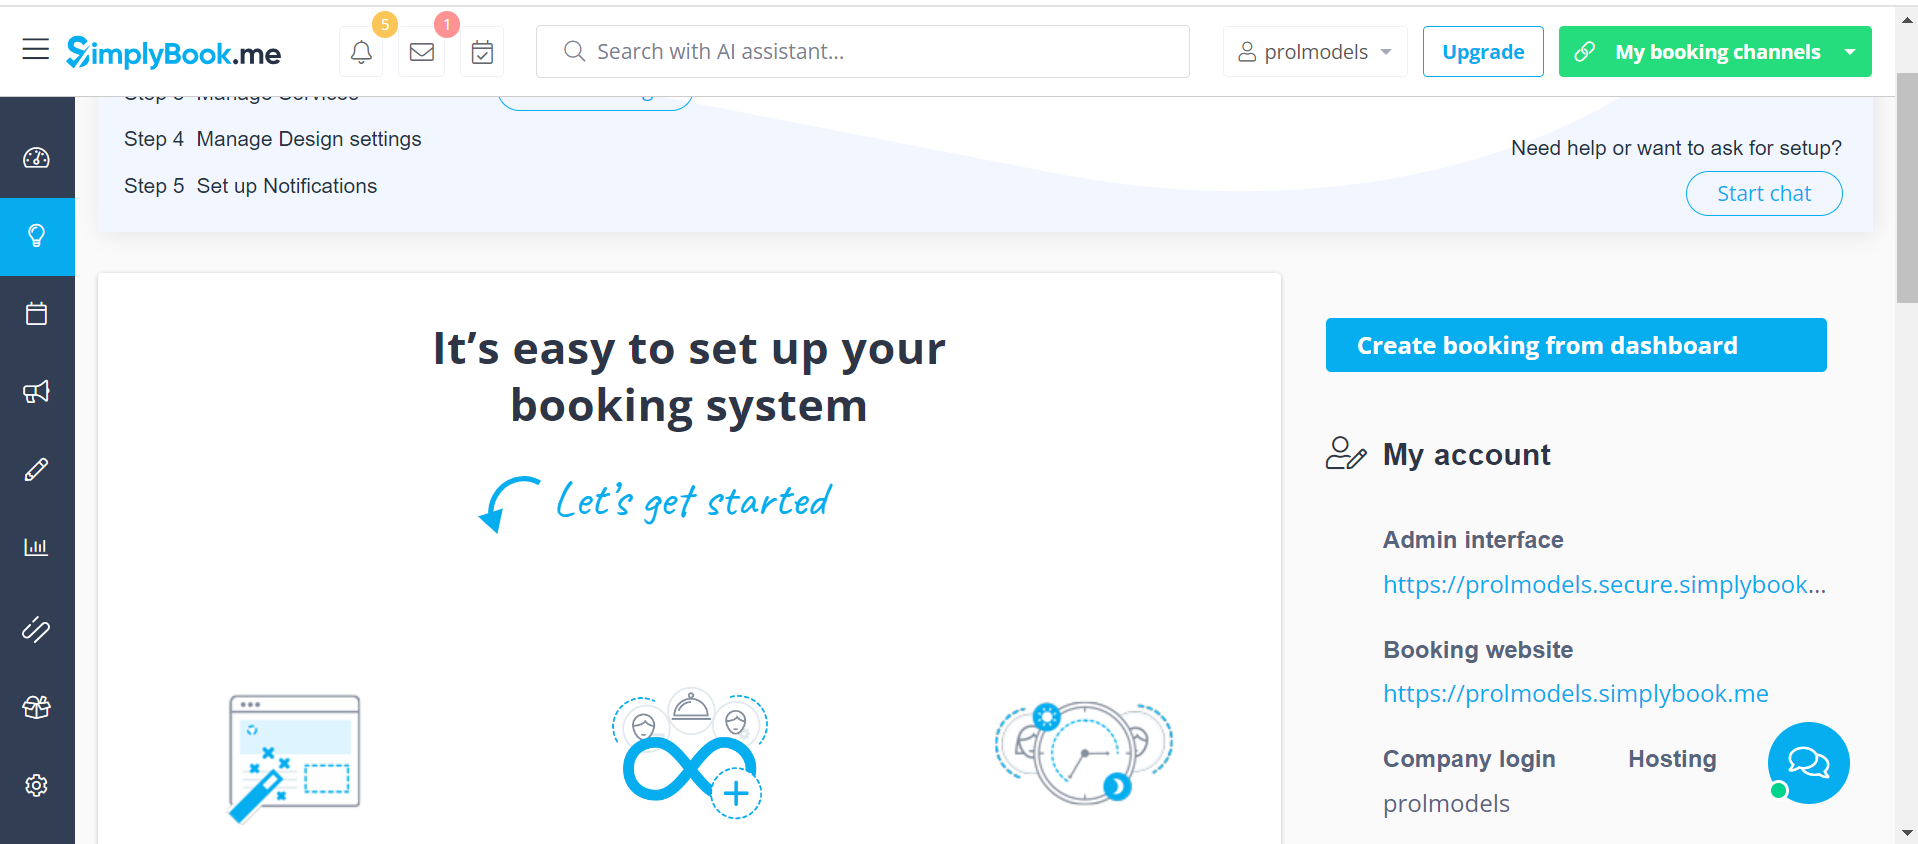 SimplyBook.me
5
1
Search with AI assistant...
prolmodels
Upgrade
My booking channels
Step 4 Manage Design settings
Step 5 Set up Notifications
Need help or want to ask for setup?
Start chat
It's easy to set up your
booking system
Let's get started
Create booking from dashboard
My account
Admin interface
https://prolmodels.secure.simplybook...
Booking website
https://prolmodels.simplybook.me
Company login
Hosting
prolmodels